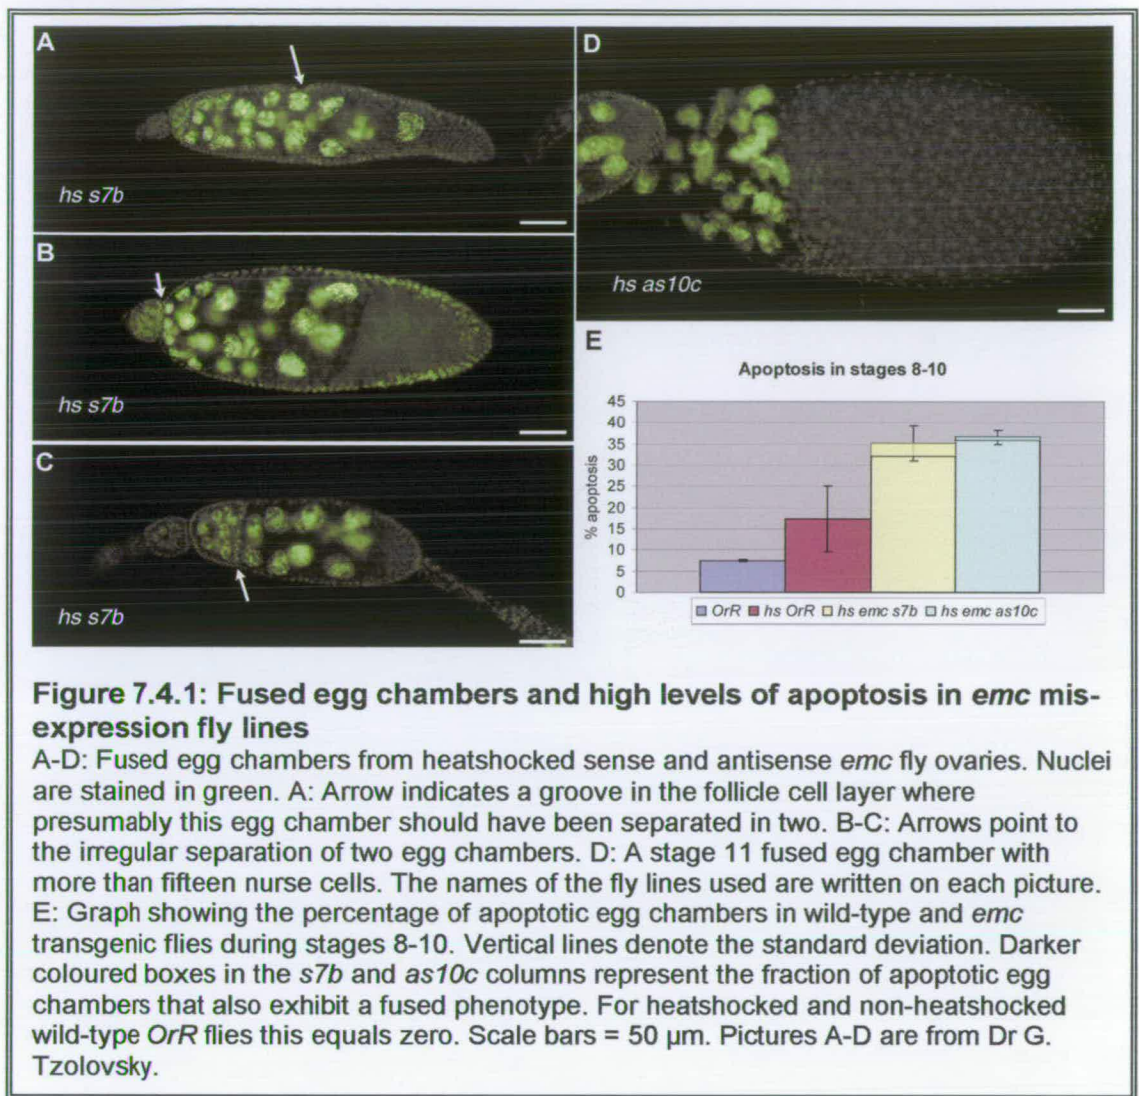 A
hs s7b
B
hs s7b
C
hs s7b
D
hs as10c
E
Apoptosis in stages 8-10
% apoptosis
45
40
35
30
25
20
15
10
5
0
OrR hs OrR hs emc s7b hs emc as10c
Figure 7.4.1: Fused egg chambers and high levels of apoptosis in emc mis-
expression fly lines
A-D: Fused egg chambers from heatshocked sense and antisense emc fly ovaries. Nuclei
are stained in green. A: Arrow indicates a groove in the follicle cell layer where
presumably this egg chamber should have been separated in two. B-C: Arrows point to
the irregular separation of two egg chambers. D: A stage 11 fused egg chamber with
more than fifteen nurse cells. The names of the fly lines used are written on each picture.
E: Graph showing the percentage of apoptotic egg chambers in wild-type and emc
transgenic flies during stages 8-10. Vertical lines denote the standard deviation. Darker
coloured boxes in the s7b and as10c columns represent the fraction of apoptotic egg
chambers that also exhibit a fused phenotype. For heatshocked and non-heatshocked
wild-type OrR flies this equals zero. Scale bars = 50 µm. Pictures A-D are from Dr G.
Tzolovsky.